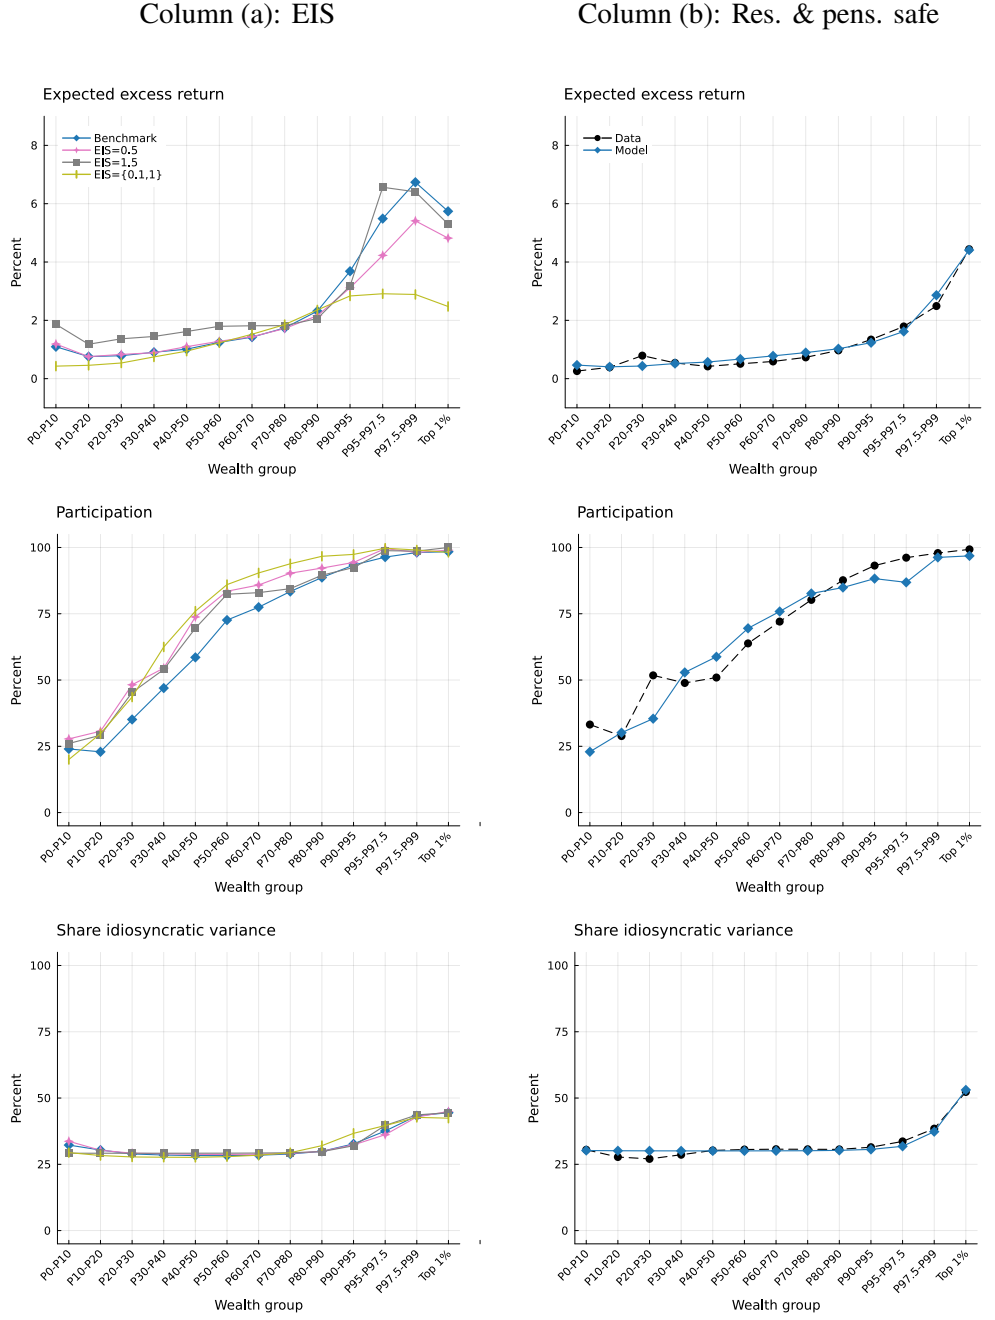 Column (a): EIS
Column (b): Res. & pens. safe
Expected excess return
Percent
8
6
4
2
0
Benchmark
EIS=0.5
EIS=1.5
EIS={0.1,1}
P0-P10
P10-P20
P20-P30
P30-P40
P40-P50
P50-P60
P60-P70
P70-P80
P80-P90
P90-P95
P95-P97.5
P97.5-P99
Top 1%
Wealth group
Expected excess return
Percent
8
6
4
2
0
Data
Model
P0-P10
P10-P20
P20-P30
P30-P40
P40-P50
P50-P60
P60-P70
P70-P80
P80-P90
P90-P95
P95-P97.5
P97.5-P99
Top 1%
Wealth group
Participation
Percent
100
75
50
25
0
P0-P10
P10-P20
P20-P30
P30-P40
P40-P50
P50-P60
P60-P70
P70-P80
P80-P90
P90-P95
P95-P97.5
P97.5-P99
Top 1%
Wealth group
Participation
Percent
100
75
50
25
0
P0-P10
P10-P20
P20-P30
P30-P40
P40-P50
P50-P60
P60-P70
P70-P80
P80-P90
P90-P95
P95-P97.5
P97.5-P99
Top 1%
Wealth group
Share idiosyncratic variance
Percent
100
75
50
25
0
P0-P10
P10-P20
P20-P30
P30-P40
P40-P50
P50-P60
P60-P70
P70-P80
P80-P90
P90-P95
P95-P97.5
P97.5-P99
Top 1%
Wealth group
Share idiosyncratic variance
Percent
100
75
50
25
0
P0-P10
P10-P20
P20-P30
P30-P40
P40-P50
P50-P60
P60-P70
P70-P80
P80-P90
P90-P95
P95-P97.5
P97.5-P99
Top 1%
Wealth group